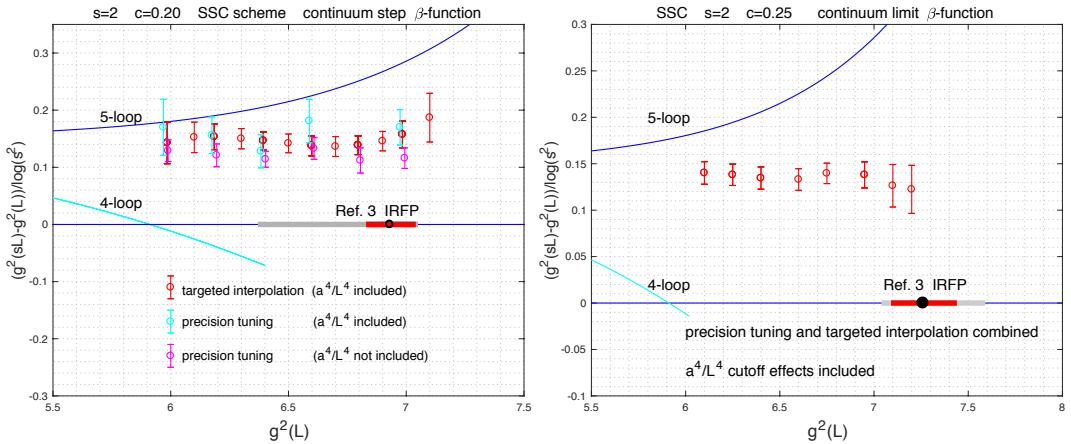 s=2 c=0.20 SSC scheme continuum step β-function
(g²(sL)-g²(L))/log(s²)
0.3
0.2
0.1
0
-0.1
-0.2
-0.3
5-loop
4-loop
Ref. 3 IRFP
targeted interpolation (a⁴/L⁴ included)
precision tuning (a⁴/L⁴ included)
precision tuning (a⁴/L⁴ not included)
5.5 6 6.5 7 7.5
g²(L)
SSC s=2 c=0.25 continuum limit β-function
(g²(sL)-g²(L))/log(s²)
0.3
0.25
0.2
0.15
0.1
0.05
0
-0.05
-0.1
5-loop
4-loop
Ref. 3 IRFP
precision tuning and targeted interpolation combined
a⁴/L⁴ cutoff effects included
5.5 6 6.5 7 7.5 8
g²(L)